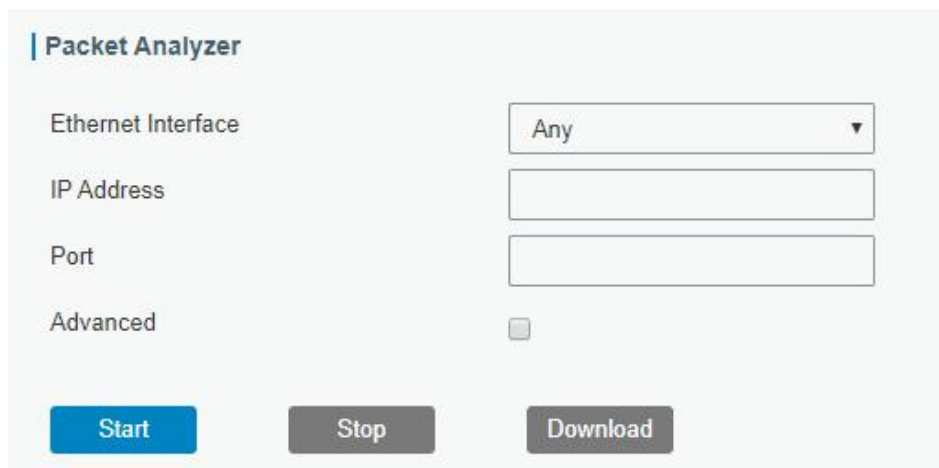 Packet Analyzer
Ethernet Interface
Any
IP Address
Port
Advanced
Start
Stop
Download